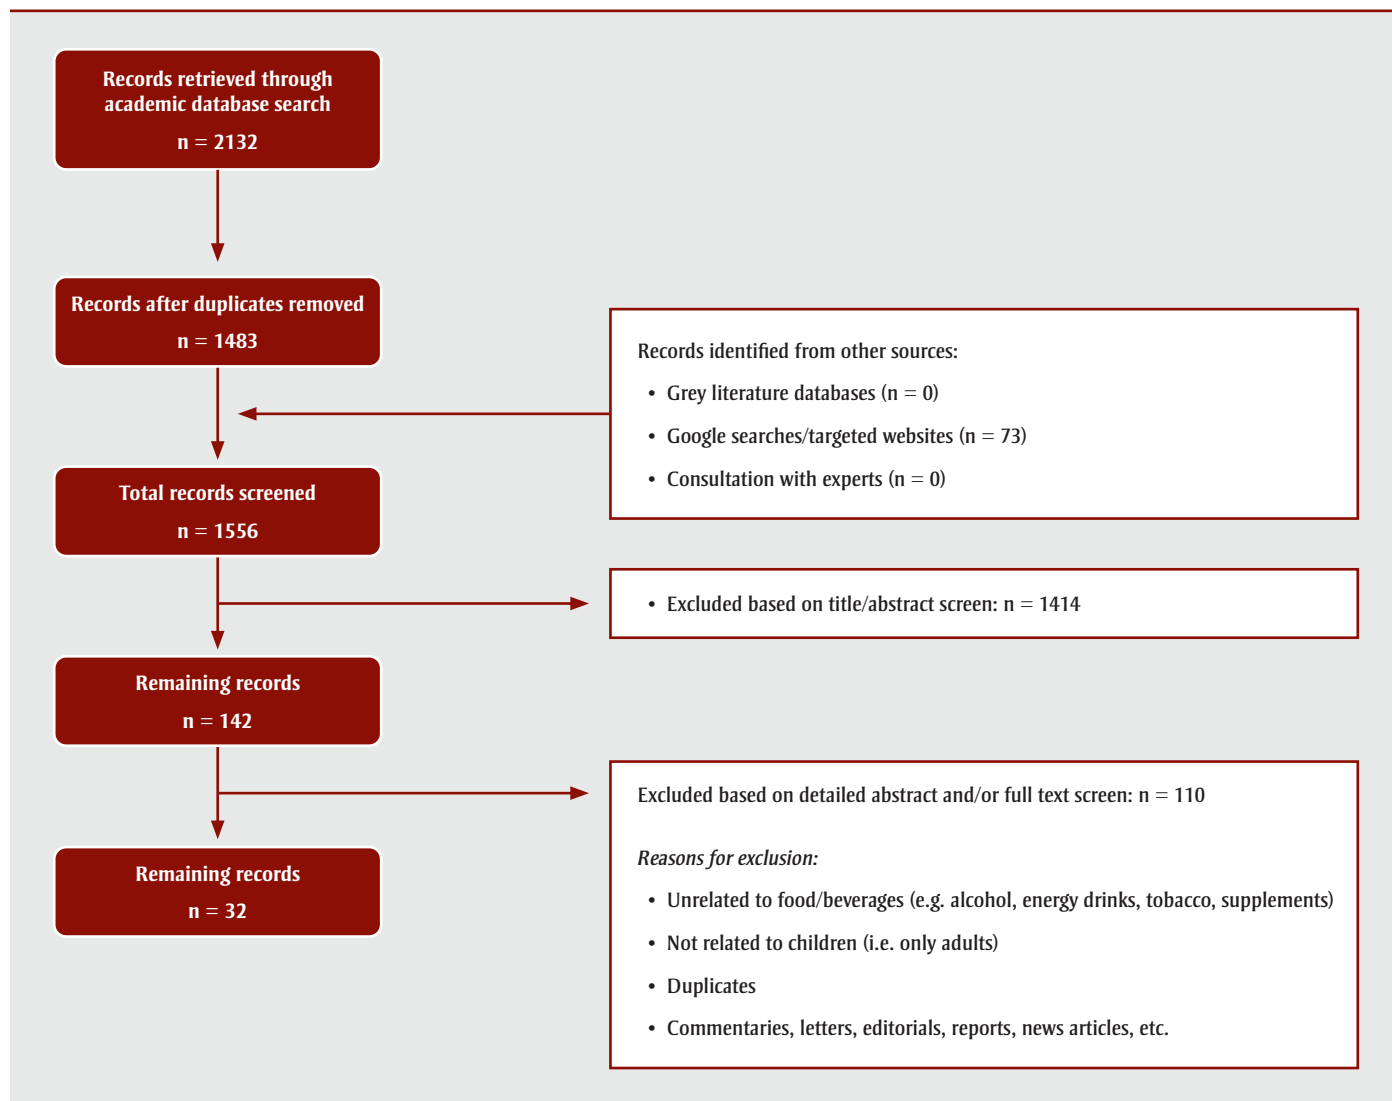 Records retrieved through
academic database search
n = 2132
Records after duplicates removed
n = 1483
Records identified from other sources:
• Grey literature databases (n = 0)
• Google searches/targeted websites (n = 73)
• Consultation with experts (n = 0)
Total records screened
n = 1556
• Excluded based on title/abstract screen: n = 1414
Remaining records
n = 142
Excluded based on detailed abstract and/or full text screen: n = 110
Reasons for exclusion:
• Unrelated to food/beverages (e.g. alcohol, energy drinks, tobacco, supplements)
• Not related to children (i.e. only adults)
• Duplicates
• Commentaries, letters, editorials, reports, news articles, etc.
Remaining records
n = 32